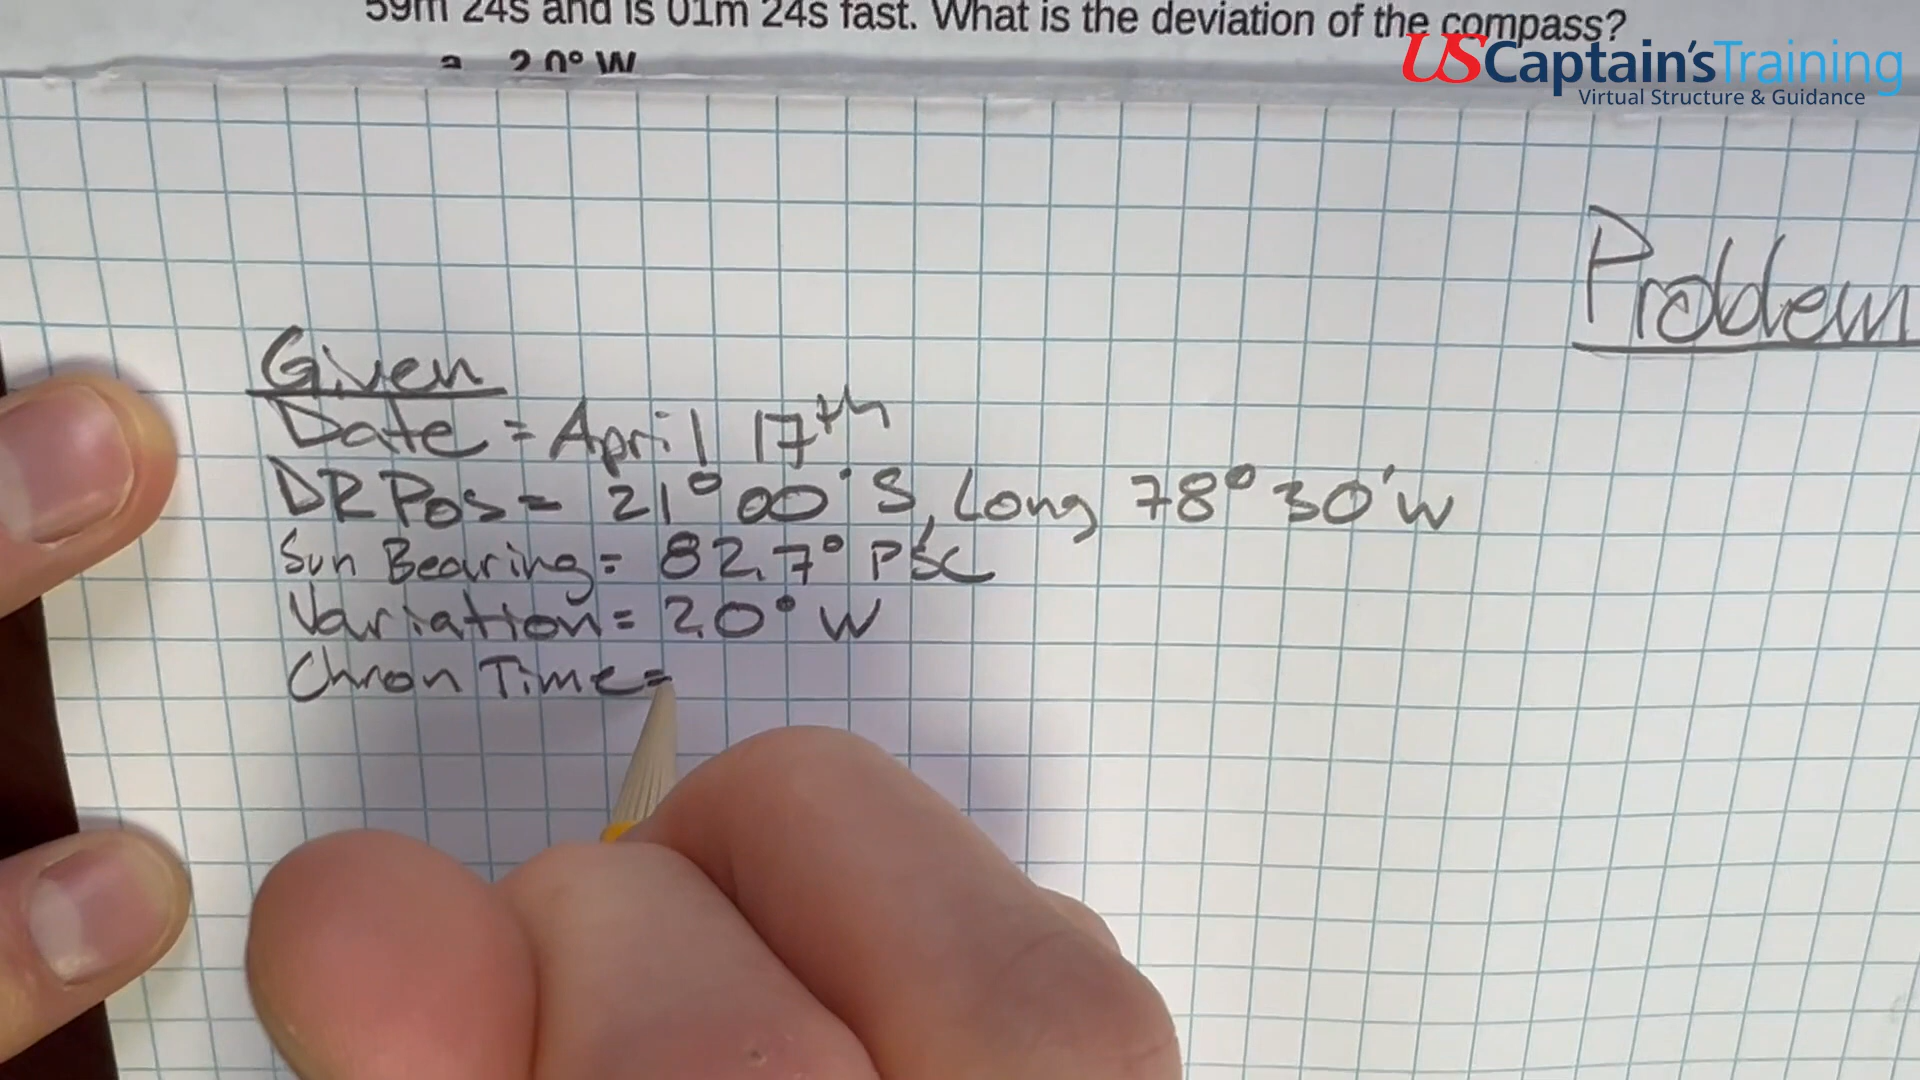 59m 24s and is 01m 24s fast. What is the deviation of the compass?
a. 2.0° W
USCaptain'sTraining
Virtual Structure & Guidance
Problem
Given
Date = April 17th
DR Pos = 21° 00' S, Long 78° 30' W
Sun Bearing = 82.7° PSC
Variation = 2.0° W
Chron Time=